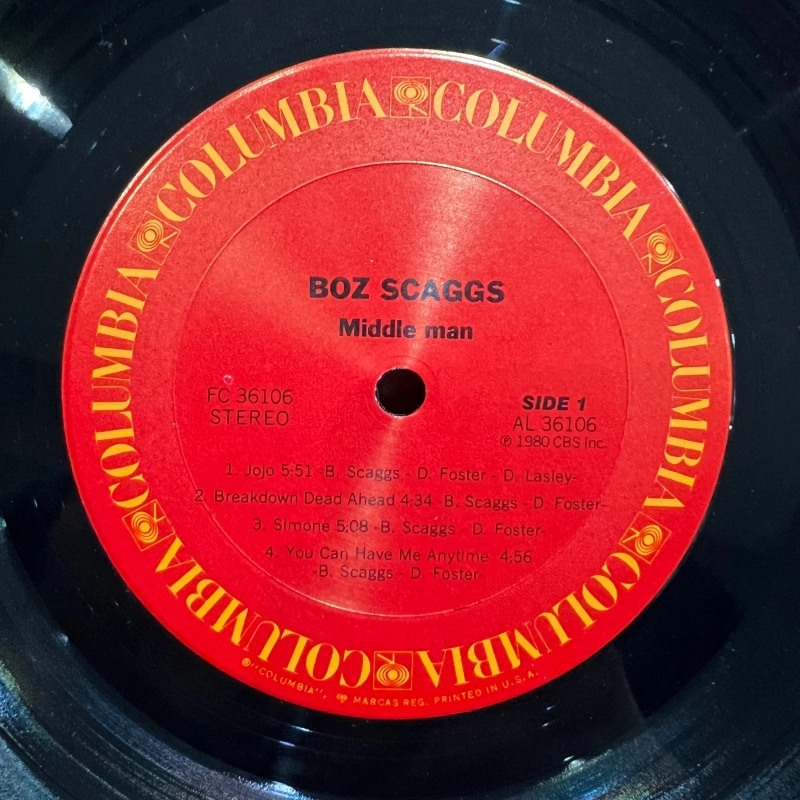 COLUMBIA COLUMBIA COLUMBIA COLUMBIA COLUMBIA COLUMBIA
BOZ SCAGGS
Middle man
FC 36106
STEREO
SIDE 1
AL 36106
℗ 1980 CBS Inc.
1. Jojo 5:51 -B. Scaggs - D. Foster - D. Lasley-
2. Breakdown Dead Ahead 4:34 -B. Scaggs - D. Foster-
3. Simone 5:08 -B. Scaggs - D. Foster-
4. You Can Have Me Anytime 4:56
-B. Scaggs - D. Foster-
®"COLUMBIA", MARCAS REG. PRINTED IN U.S.A.